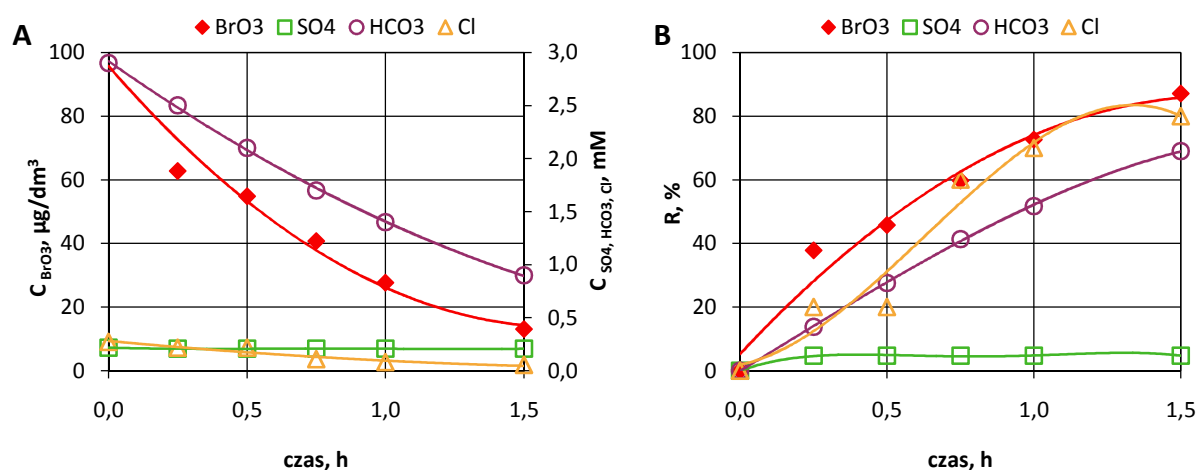 A
BrO3 SO4 HCO3 Cl
100
80
60
40
20
0
C BrO3, µg/dm³
3,0
2,5
2,0
1,5
1,0
0,5
0,0
C SO4, HCO3, Cl, mM
0,0 0,5 1,0 1,5
czas, h
B
BrO3 SO4 HCO3 Cl
100
80
60
40
20
0
R, %
0,0 0,5 1,0 1,5
czas, h